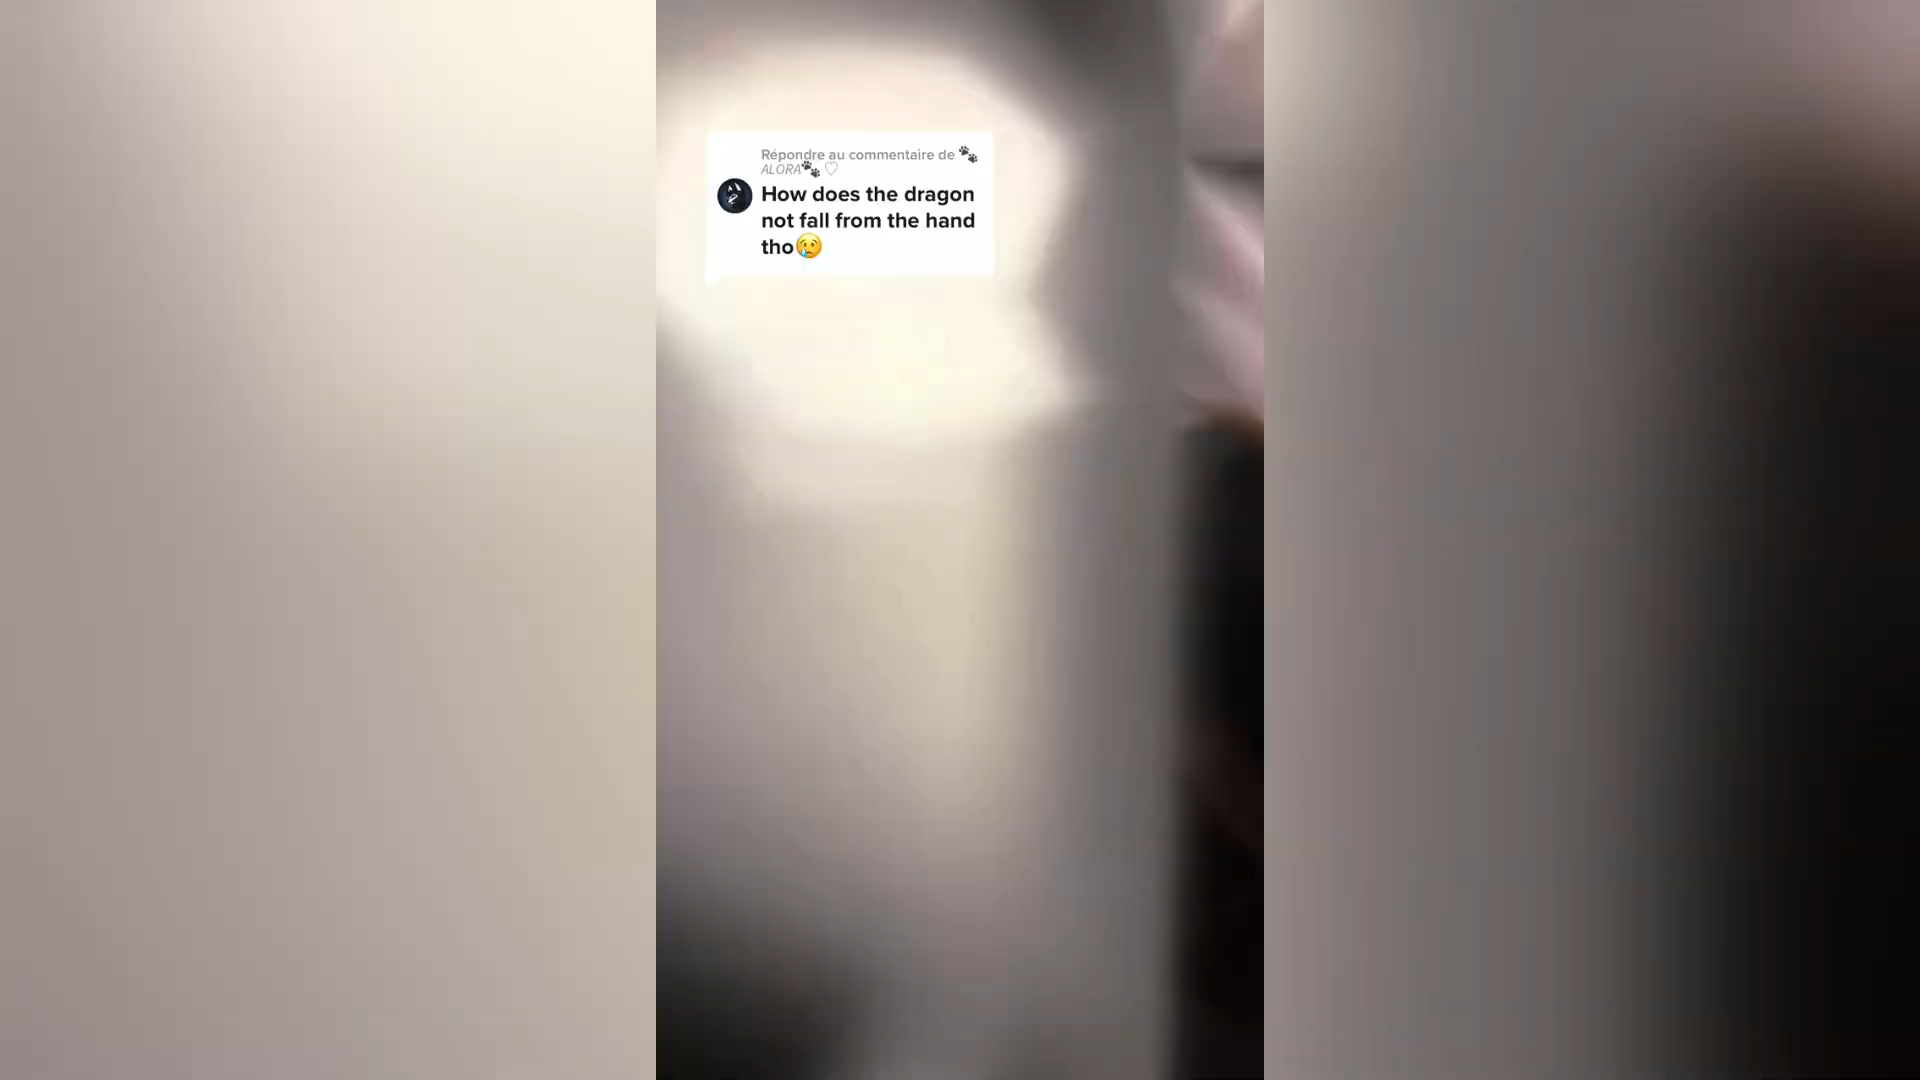 Répondre au commentaire de 🐾
ALORA🐾 ♡
How does the dragon
not fall from the hand
tho😢